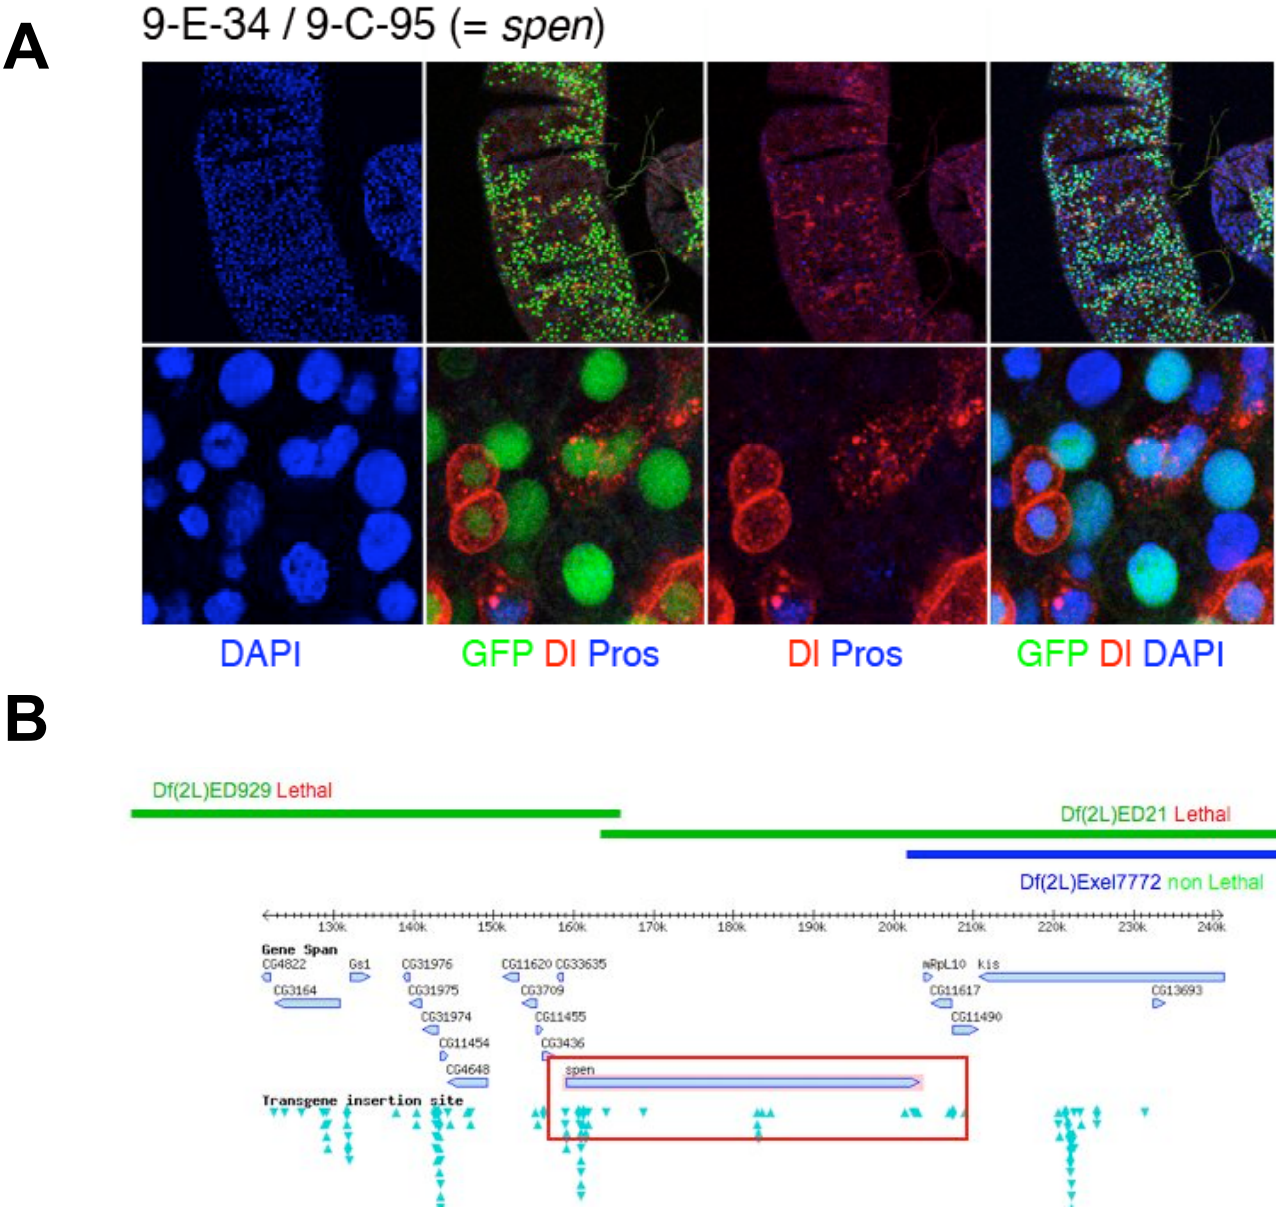 A
9-E-34 / 9-C-95 (= spen)
DAPI
GFP Dl Pros
Dl Pros
GFP Dl DAPI
B
Df(2L)ED929 Lethal
Df(2L)ED21 Lethal
Df(2L)Exel7772 non Lethal
130k 140k 150k 160k 170k 180k 190k 200k 210k 220k 230k 240k
Gene Span
CG4822 Gs1 CG31976 CG11620 CG33635 mRpL10 kis
CG3164 CG31975 CG3709 CG11617 CG13693
CG31974 CG11455 CG11490
CG11454 CG3436
CG4648 spen
Transgene insertion site